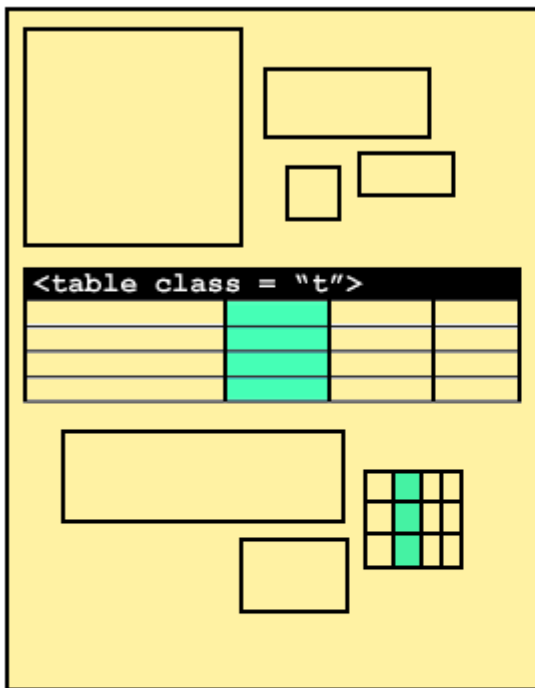 <table class = “t”>